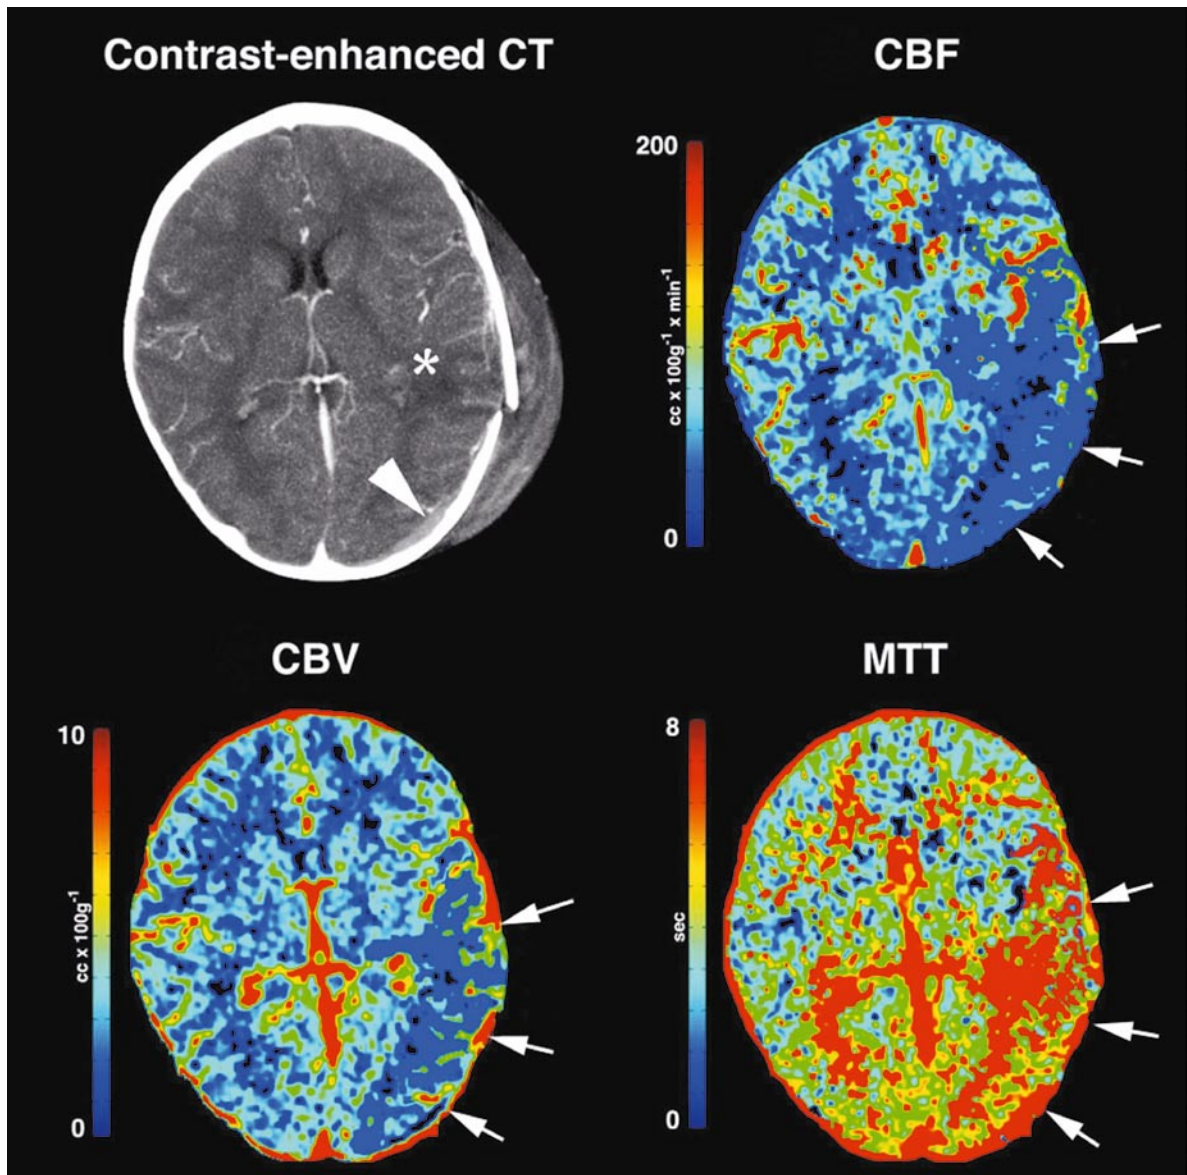 Contrast-enhanced CT
CBF
200
cc x 100g⁻¹ x min⁻¹
0
*
CBV
MTT
10
cc x 100g⁻¹
0
8
sec
0